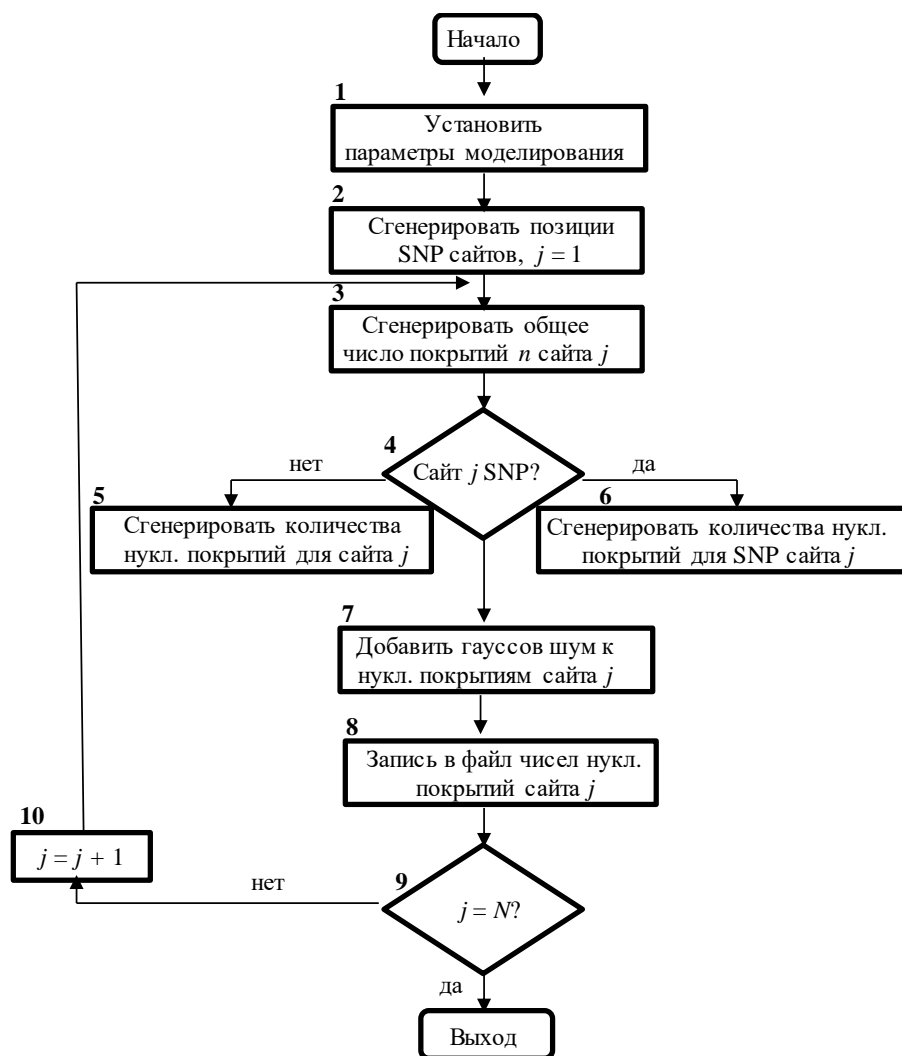 Начало
1
Установить
параметры моделирования
2
Сгенерировать позиции
SNP сайтов, j = 1
3
Сгенерировать общее
число покрытий n сайта j
4
Сайт j SNP?
нет
да
5
Сгенерировать количества
нукл. покрытий для сайта j
6
Сгенерировать количества нукл.
покрытий для SNP сайта j
7
Добавить гауссов шум к
нукл. покрытиям сайта j
8
Запись в файл чисел нукл.
покрытий сайта j
10
j = j + 1
нет
9
j = N?
да
Выход